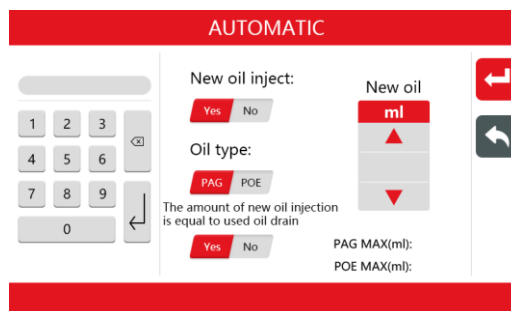 AUTOMATIC
1 2 3
4 5 6
7 8 9
0
New oil inject:
Yes No
Oil type:
PAG POE
The amount of new oil injection
is equal to used oil drain
Yes No
New oil
ml
PAG MAX(ml):
POE MAX(ml):